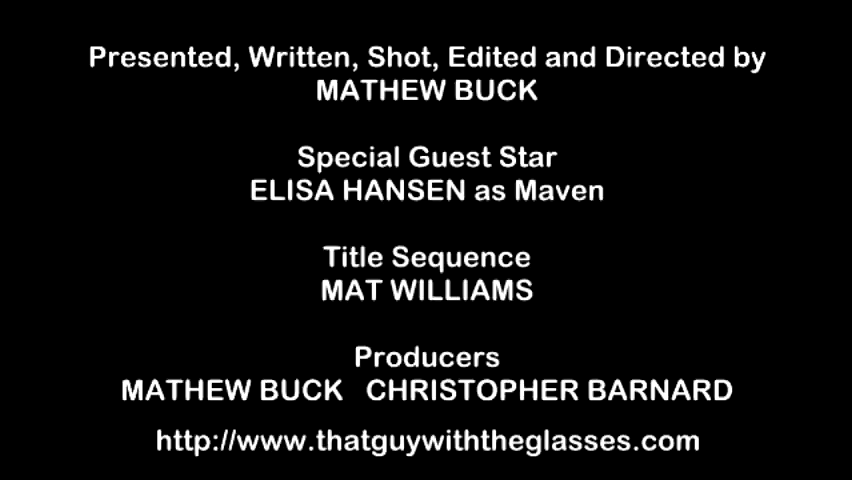 Presented, Written, Shot, Edited and Directed by
MATHEW BUCK
Special Guest Star
ELISA HANSEN as Maven
Title Sequence
MAT WILLIAMS
Producers
MATHEW BUCK CHRISTOPHER BARNARD
http://www.thatguywiththeglasses.com